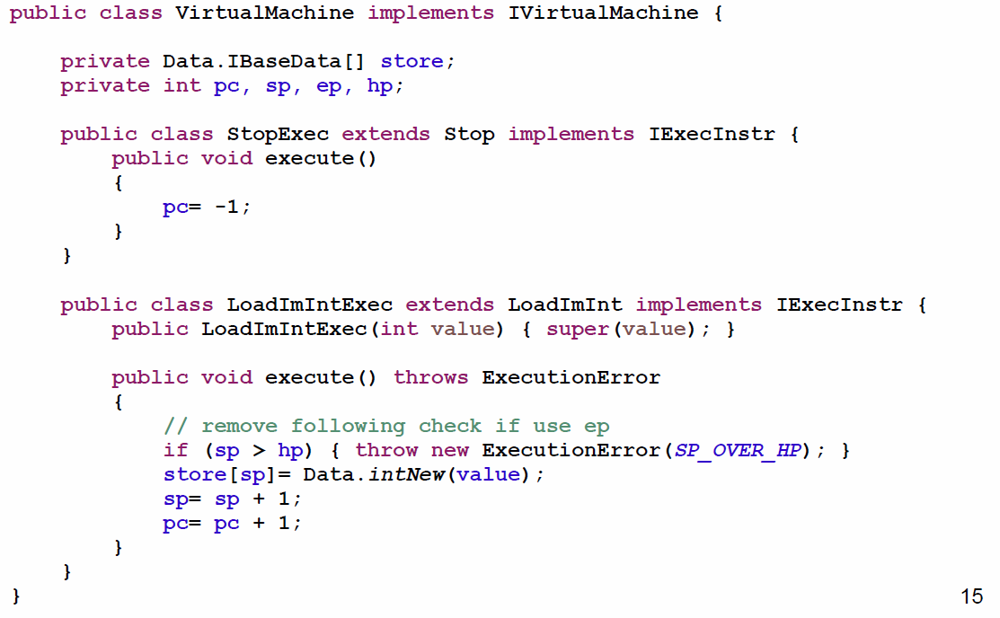 public class VirtualMachine implements IVirtualMachine {
private Data.IBaseData[] store;
private int pc, sp, ep, hp;
public class StopExec extends Stop implements IExecInstr {
public void execute()
{
pc= -1;
}
}
public class LoadImIntExec extends LoadImInt implements IExecInstr {
public LoadImIntExec(int value) { super(value); }
public void execute() throws ExecutionError
{
// remove following check if use ep
if (sp > hp) { throw new ExecutionError(SP_OVER_HP); }
store[sp]= Data.intNew(value);
sp= sp + 1;
pc= pc + 1;
}
}
}
15